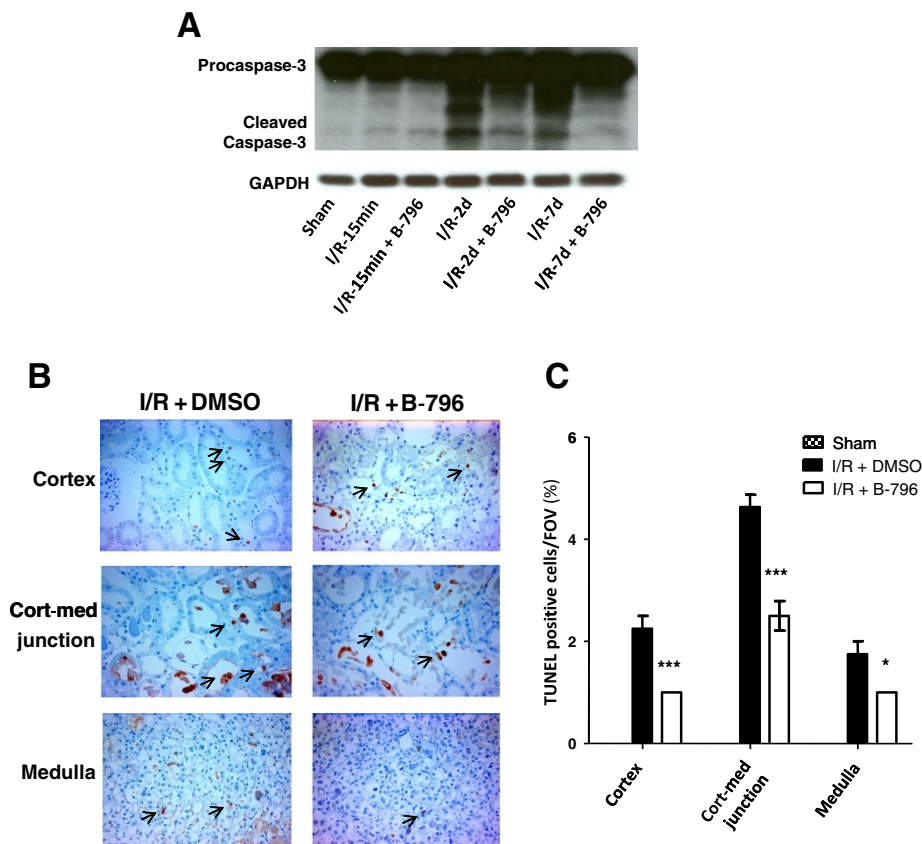 A
Procaspase-3
Cleaved
Caspase-3
GAPDH
Sham
I/R-15min
I/R-15min + B-796
I/R-2d
I/R-2d + B-796
I/R-7d
I/R-7d + B-796
B
I/R + DMSO
I/R + B-796
Cortex
Cort-med
junction
Medulla
C
TUNEL positive cells/FOV (%)
6
4
2
0
Sham
I/R + DMSO
I/R + B-796
***
***
*
Cortex
Cort-med
junction
Medulla